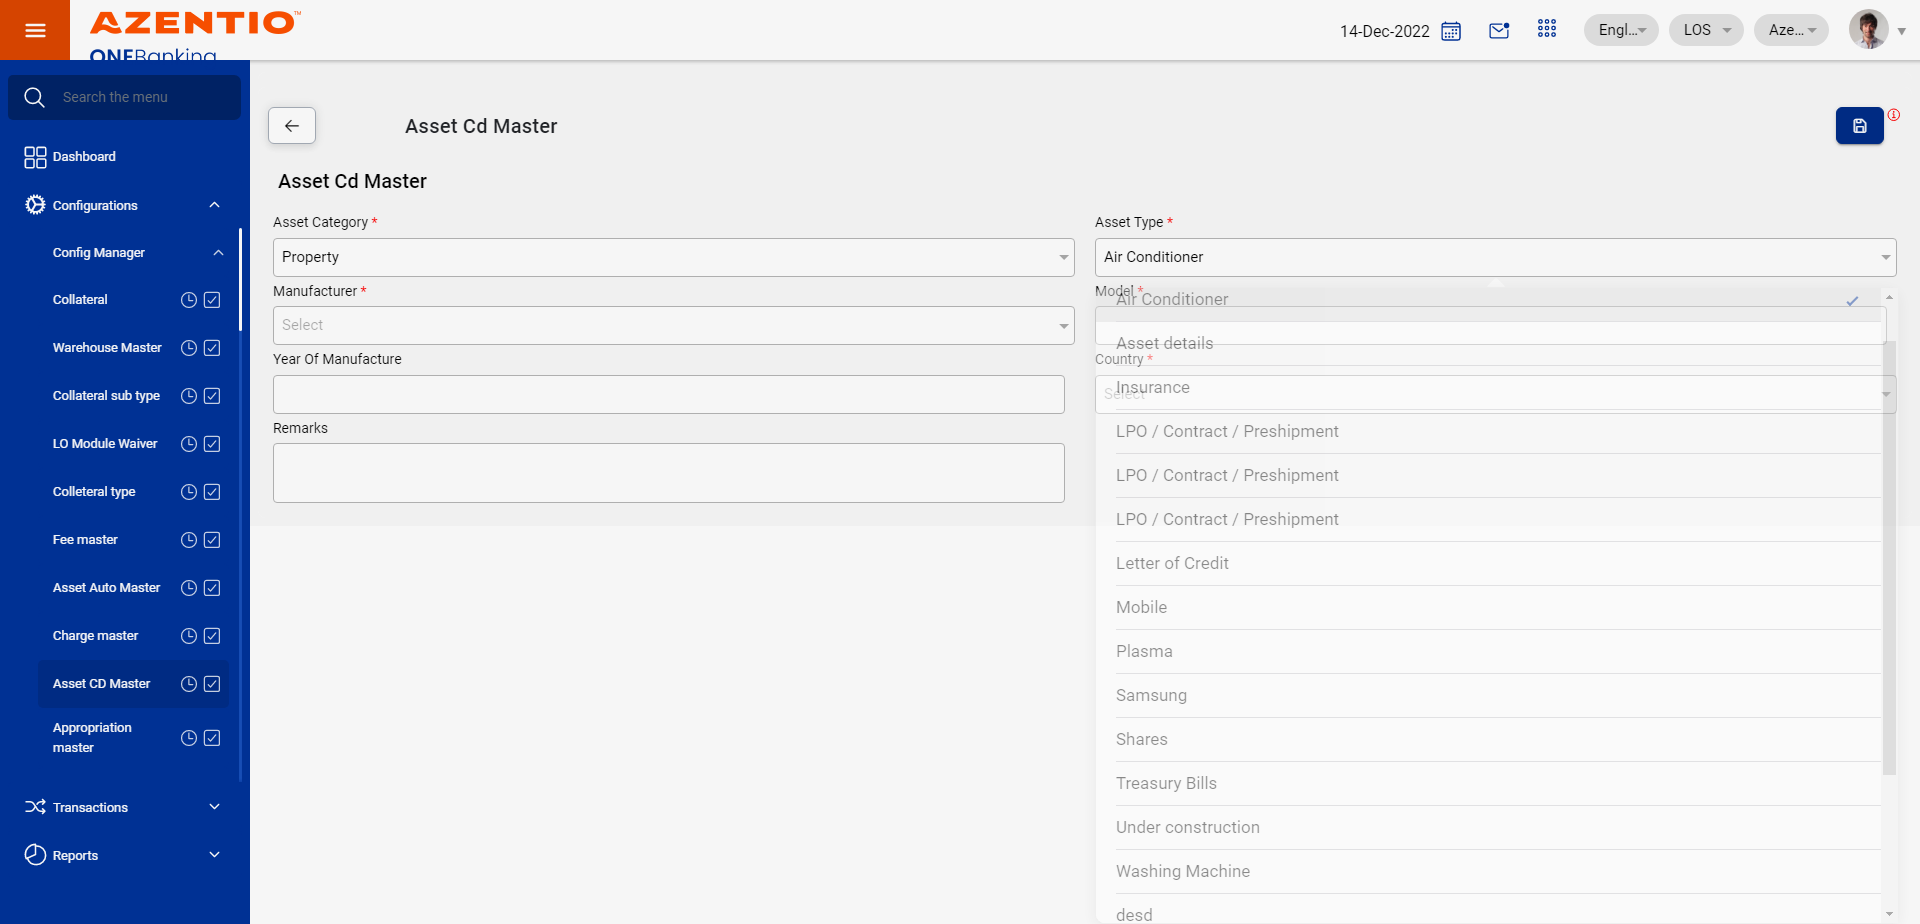 AZENTIO™
ONEBanking
14-Dec-2022
Engl...
LOS
Aze...
Search the menu
Dashboard
Configurations
Config Manager
Collateral
Warehouse Master
Collateral sub type
LO Module Waiver
Colleteral type
Fee master
Asset Auto Master
Charge master
Asset CD Master
Appropriation
master
Transactions
Reports
Asset Cd Master
Asset Cd Master
Asset Category *
Property
Asset Type *
Air Conditioner
Manufacturer *
Select
Model *
Year Of Manufacture
Country *
Select
Remarks
Air Conditioner
Asset details
Insurance
LPO / Contract / Preshipment
LPO / Contract / Preshipment
LPO / Contract / Preshipment
Letter of Credit
Mobile
Plasma
Samsung
Shares
Treasury Bills
Under construction
Washing Machine
desd